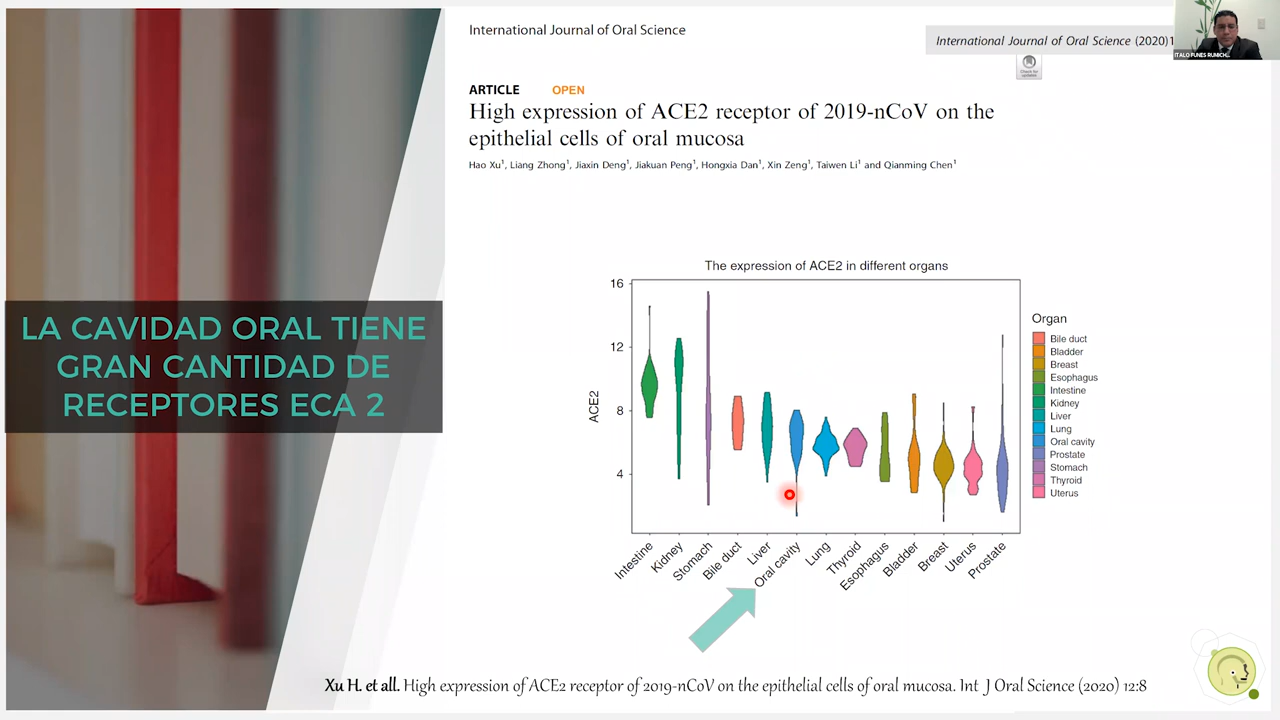 International Journal of Oral Science
International Journal of Oral Science (2020)1
Check for
updates
ITALO FUNES RUMICH...
ARTICLE OPEN
High expression of ACE2 receptor of 2019-nCoV on the
epithelial cells of oral mucosa
Hao Xu¹, Liang Zhong¹, Jiaxin Deng¹, Jiakuan Peng¹, Hongxia Dan¹, Xin Zeng¹, Taiwen Li¹ and Qianming Chen¹
LA CAVIDAD ORAL TIENE
GRAN CANTIDAD DE
RECEPTORES ECA 2
The expression of ACE2 in different organs
16
12
8
4
ACE2
Intestine
Kidney
Stomach
Bile duct
Liver
Oral cavity
Lung
Thyroid
Esophagus
Bladder
Breast
Uterus
Prostate
Organ
Bile duct
Bladder
Breast
Esophagus
Intestine
Kidney
Liver
Lung
Oral cavity
Prostate
Stomach
Thyroid
Uterus
Xu H. et all. High expression of ACE2 receptor of 2019-nCoV on the epithelial cells of oral mucosa. Int J Oral Science (2020) 12:8